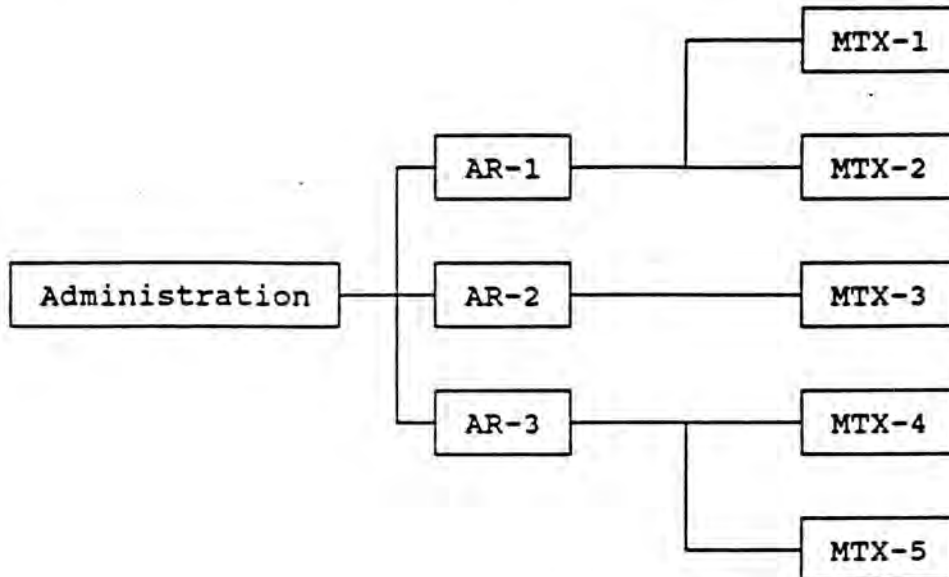 MTX-1
AR-1
MTX-2
Administration
AR-2
MTX-3
AR-3
MTX-4
MTX-5